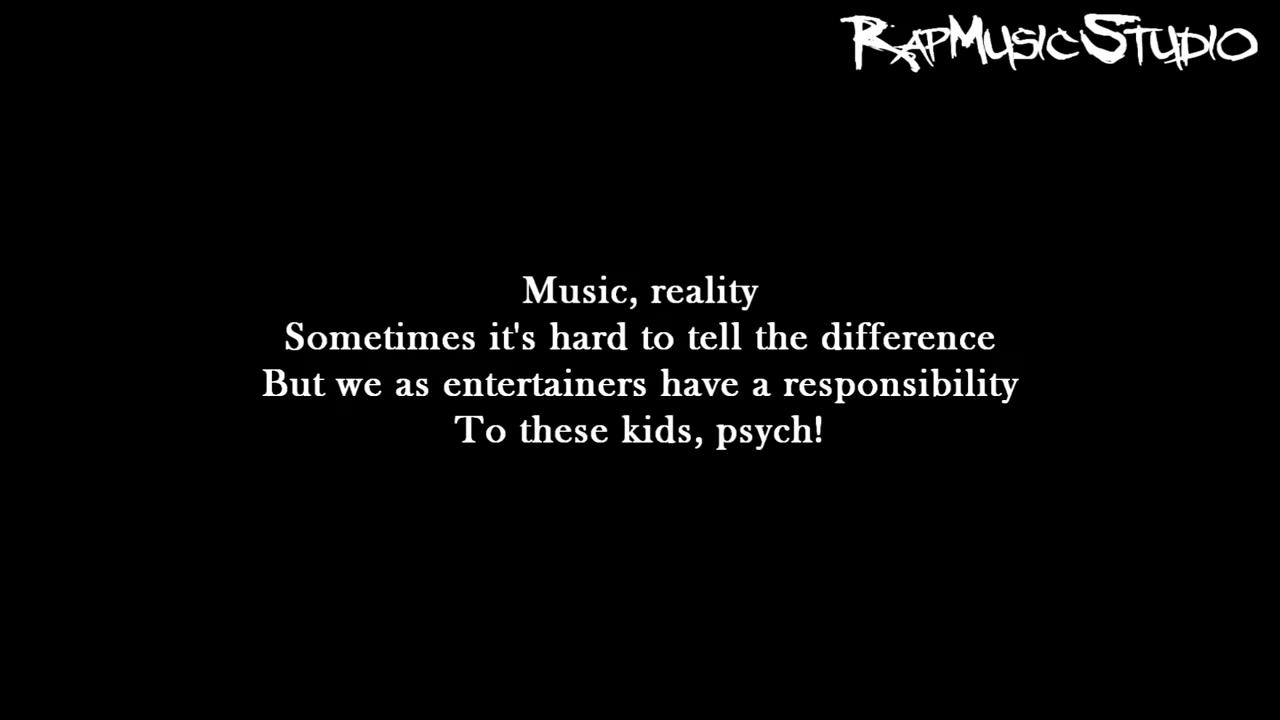 RapMusicStudio
Music, reality
Sometimes it's hard to tell the difference
But we as entertainers have a responsibility
To these kids, psych!